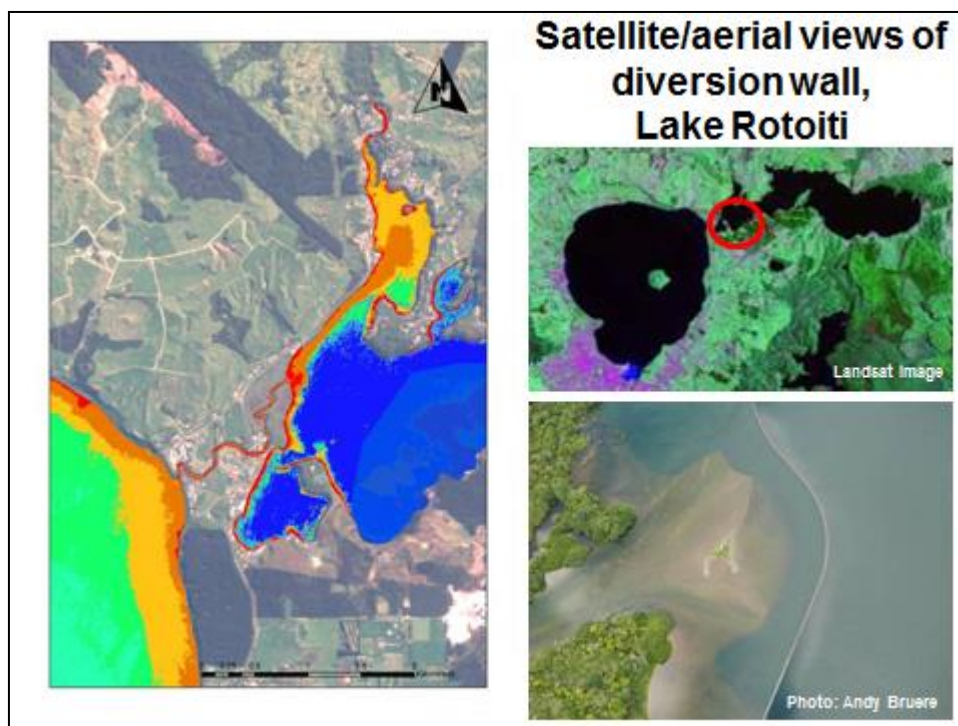 Satellite/aerial views of
diversion wall,
Lake Rotoiti
N
Landsat Image
Photo: Andy Bruere